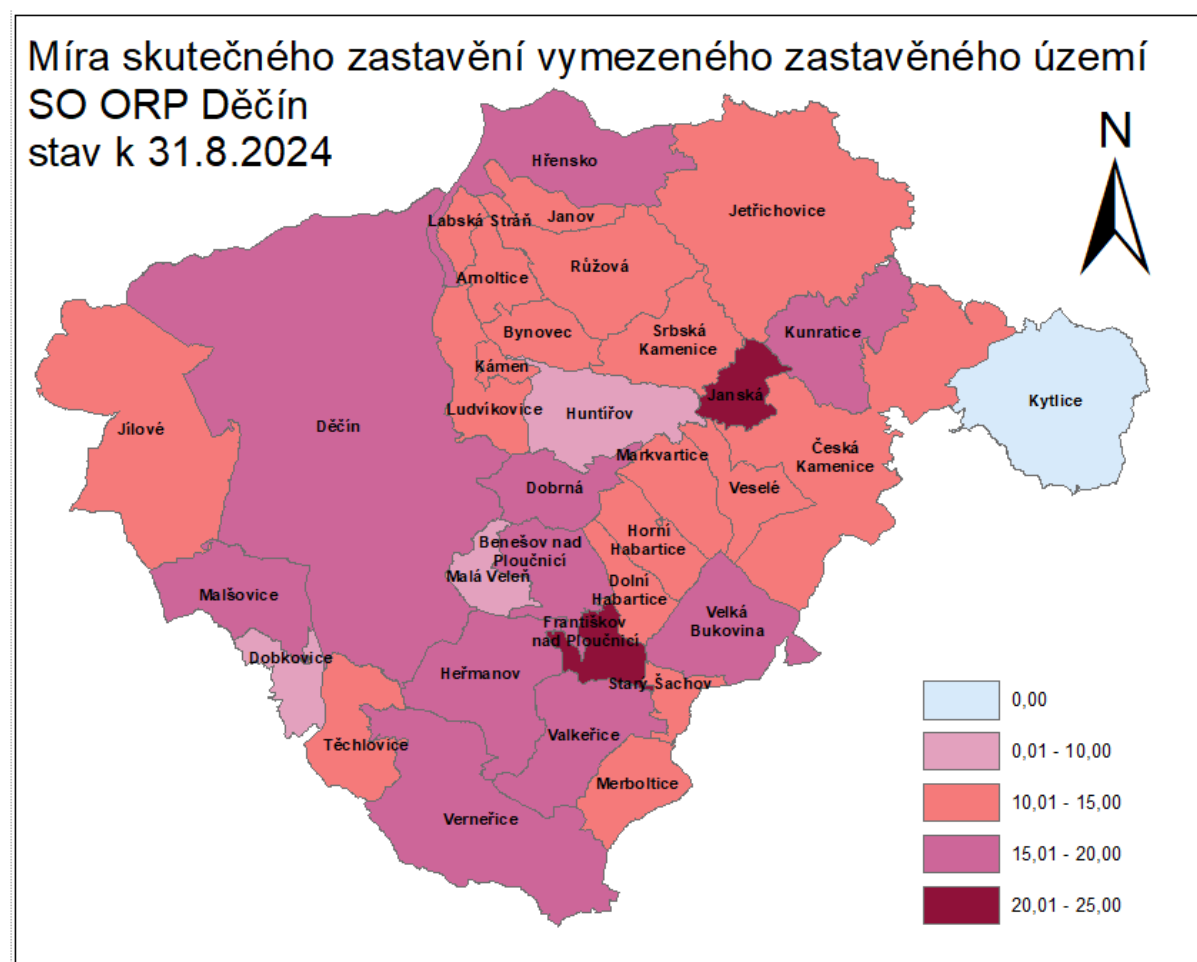 Míra skutečného zastavění vymezeného zastavěného území
SO ORP Děčín
stav k 31.8.2024
N
Hřensko
Jetřichovice
Labská Stráň
Janov
Růžová
Arnoltice
Bynovec
Srbská
Kamenice
Kunratice
Kámen
Janská
Kytlice
Ludvíkovice
Huntířov
Jílové
Děčín
Česká
Kamenice
Markvartice
Veselé
Dobrná
Horní
Habartice
Benešov nad
Ploučnicí
Malá Veleň
Dolní
Habartice
Malšovice
Velká
Bukovina
Františkov
nad Ploučnicí
Dobkovice
Heřmanov
Starý Šachov
Těchlovice
Valkeřice
Merboltice
Verneřice
0,00
0,01 - 10,00
10,01 - 15,00
15,01 - 20,00
20,01 - 25,00